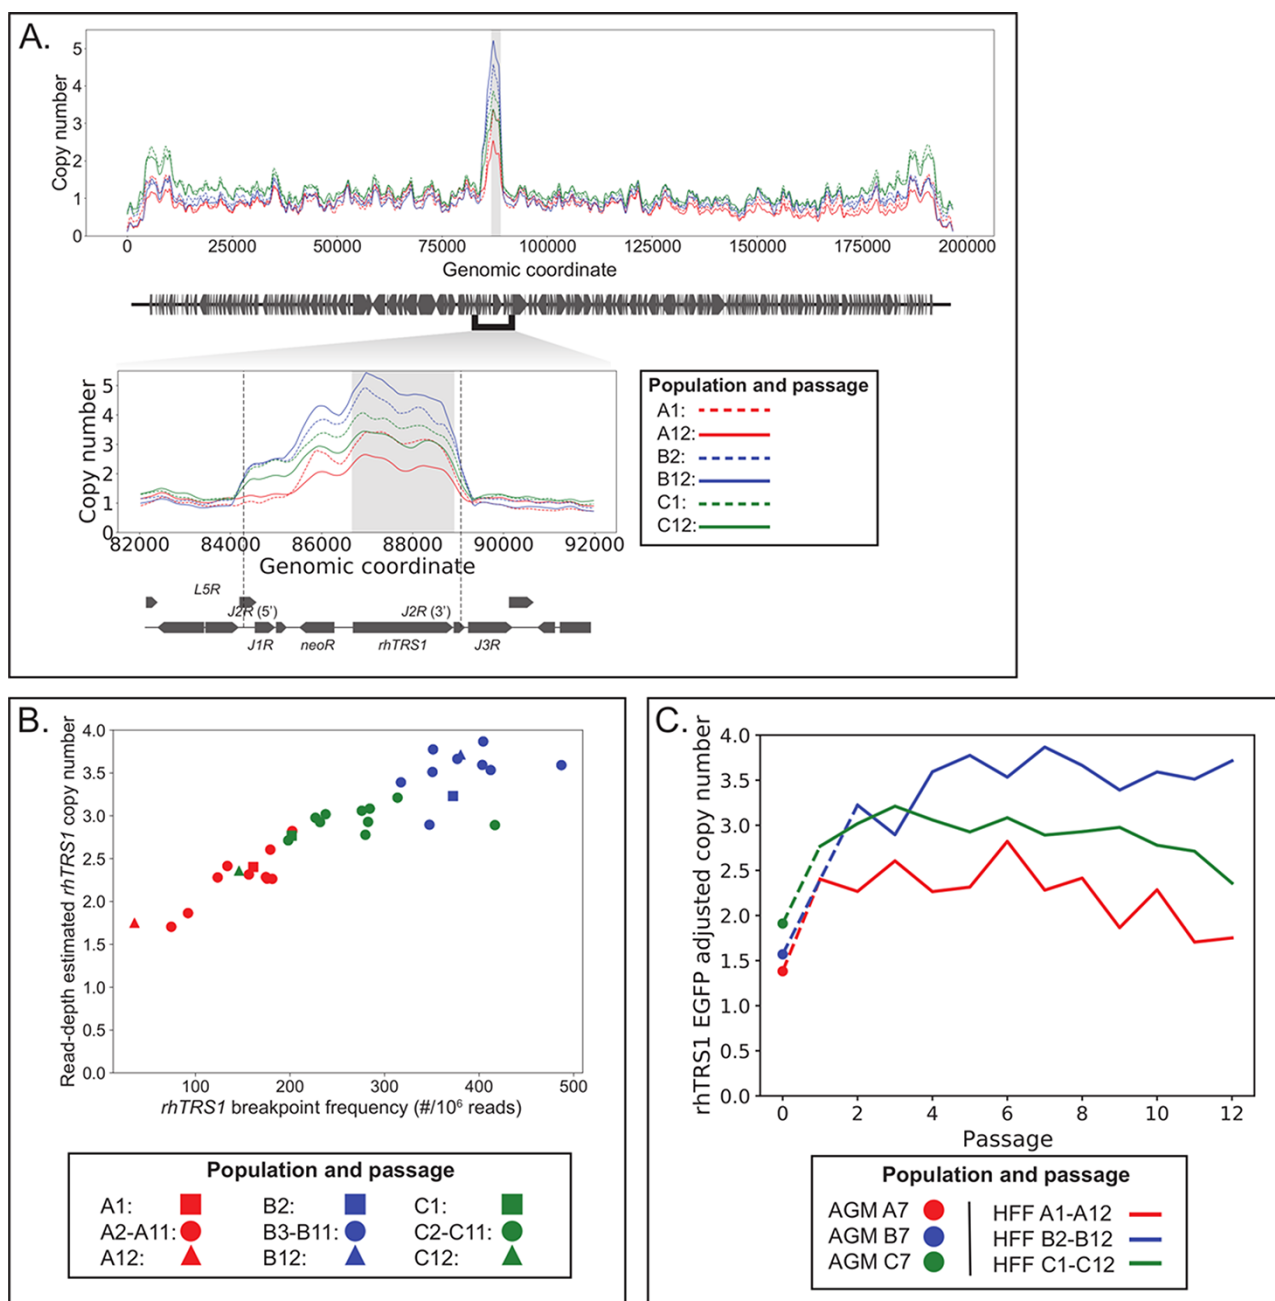 A.
Copy number
5
4
3
2
1
0
0 25000 50000 75000 100000 125000 150000 175000 200000
Genomic coordinate
Copy number
5
4
3
2
1
0
82000 84000 86000 88000 90000 92000
Genomic coordinate
Population and passage
A1:
A12:
B2:
B12:
C1:
C12:
L5R
J2R (5') J2R (3')
J1R neoR rhTRS1 J3R
B.
Read-depth estimated rhTRS1 copy number
4.0
3.5
3.0
2.5
2.0
1.5
1.0
0.5
0.0
100 200 300 400 500
rhTRS1 breakpoint frequency (#/10⁶ reads)
Population and passage
A1: B2: C1:
A2-A11: B3-B11: C2-C11:
A12: B12: C12:
C.
rhTRS1 EGFP adjusted copy number
4.0
3.5
3.0
2.5
2.0
1.5
1.0
0.5
0.0
0 2 4 6 8 10 12
Passage
Population and passage
AGM A7 HFF A1-A12
AGM B7 HFF B2-B12
AGM C7 HFF C1-C12